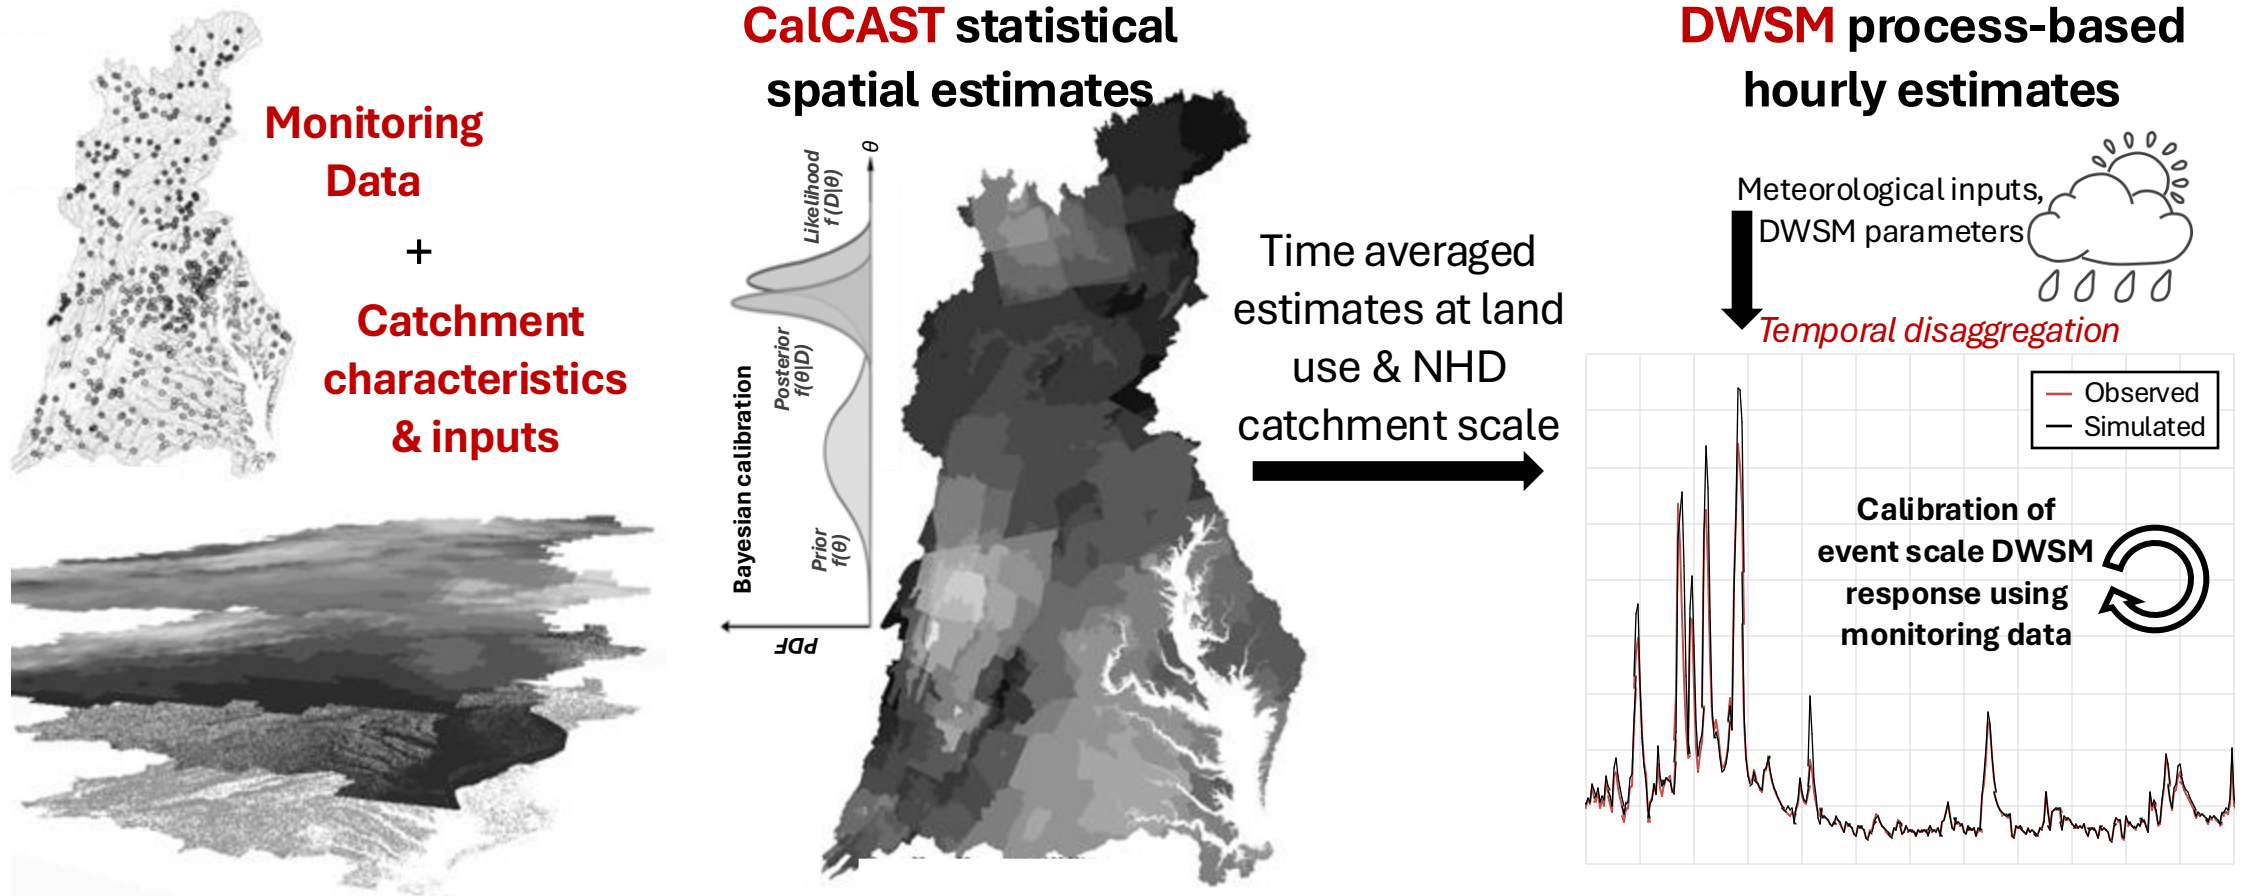 Monitoring
Data
+
Catchment
characteristics
& inputs
CalCAST statistical
spatial estimates
θ
Likelihood
f (D|θ)
Posterior
f(θ|D)
Prior
f(θ)
Bayesian calibration
PDF
Time averaged
estimates at land
use & NHD
catchment scale
DWSM process-based
hourly estimates
Meteorological inputs,
DWSM parameters
Temporal disaggregation
Observed
Simulated
Calibration of
event scale DWSM
response using
monitoring data